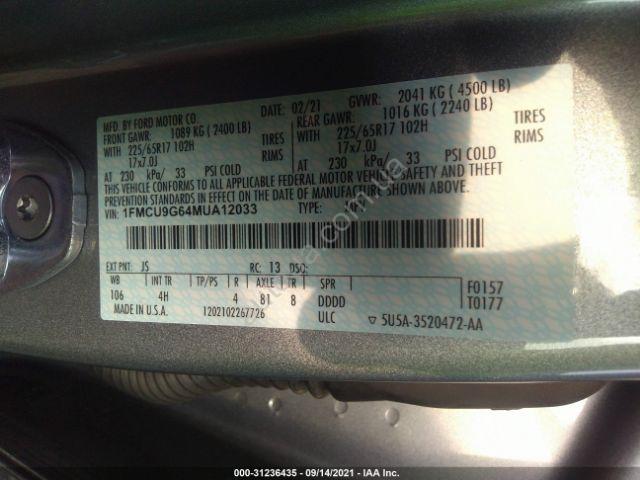 MFD. BY FORD MOTOR CO. DATE: 02/21 GVWR: 2041 KG ( 4500 LB)
FRONT GAWR: 1089 KG ( 2400 LB) REAR GAWR: 1016 KG ( 2240 LB)
WITH 225/65R17 102H TIRES WITH 225/65R17 102H TIRES
17x7.0J RIMS 17x7.0J RIMS
AT 230 kPa/ 33 PSI COLD AT 230 kPa/ 33 PSI COLD
THIS VEHICLE CONFORMS TO ALL APPLICABLE FEDERAL MOTOR VEHICLE SAFETY AND THEFT
PREVENTION STANDARDS IN EFFECT ON THE DATE OF MANUFACTURE SHOWN ABOVE.
VIN: 1FMCU9G64MUA12033 TYPE:
EXT PNT: JS RC: 13 DSO:
WB INT TR TP/PS R AXLE TR SPR F0157
106 4H 4 81 8 DDDD T0177
MADE IN U.S.A. 1202102267726 ULC ▽ 5U5A-3520472-AA
000-31236435 - 09/14/2021 - IAA Inc.